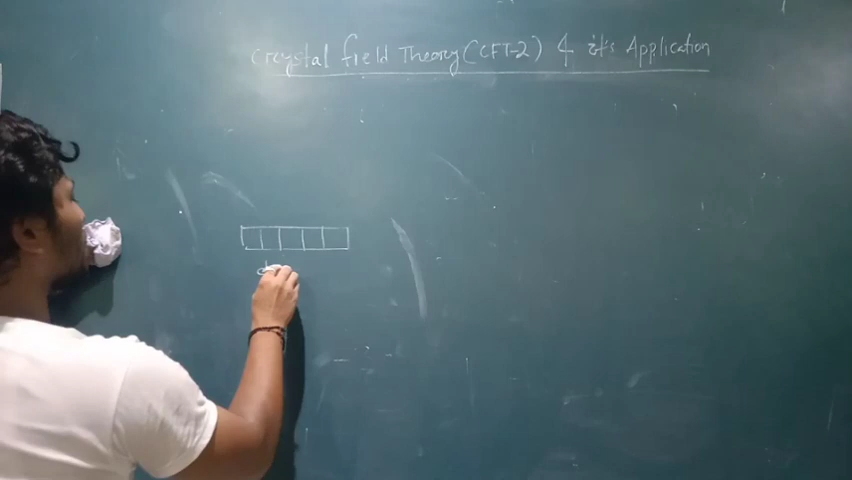 Creystal field Theory (CFT-2) & it's Application
d